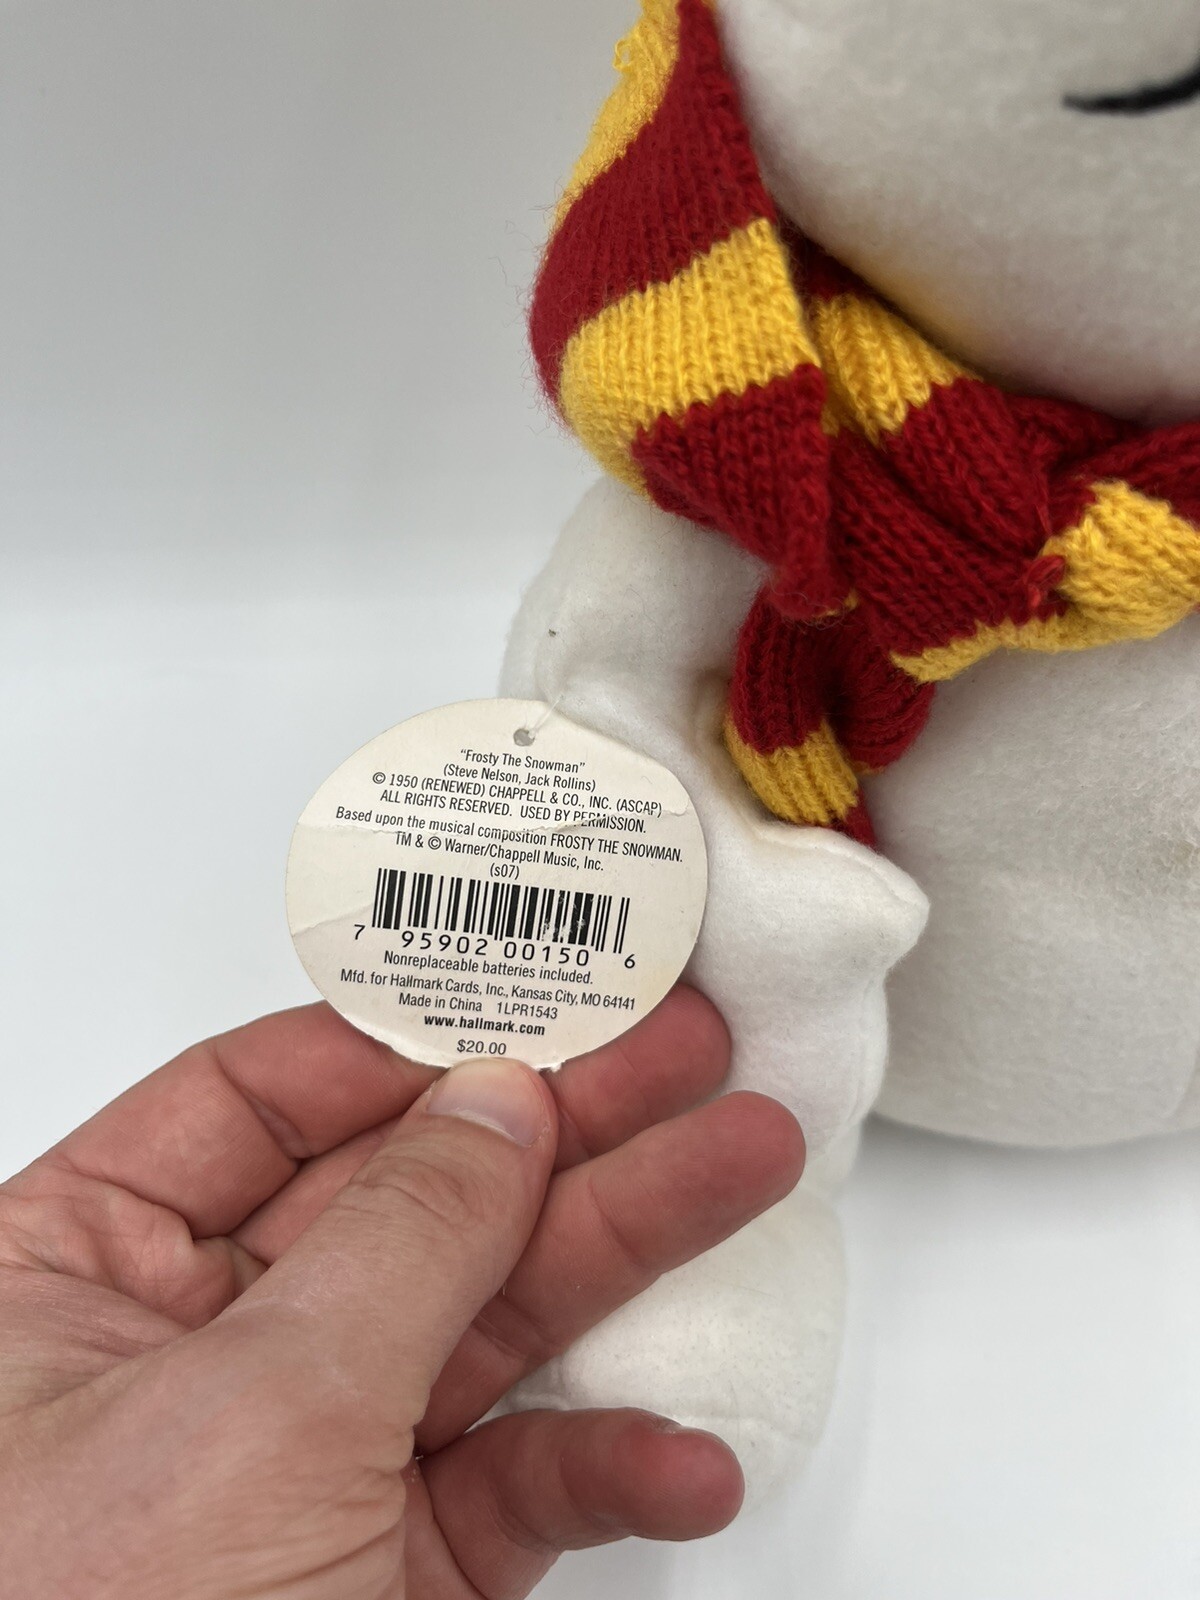 “Frosty The Snowman”
(Steve Nelson, Jack Rollins)
© 1950 (RENEWED) CHAPPELL & CO., INC. (ASCAP)
ALL RIGHTS RESERVED. USED BY PERMISSION.
Based upon the musical composition FROSTY THE SNOWMAN.
TM & © Warner/Chappell Music, Inc.
(s07)
7 95902 00150 6
Nonreplaceable batteries included.
Mfd. for Hallmark Cards, Inc., Kansas City, MO 64141
Made in China 1LPR1543
www.hallmark.com
$20.00